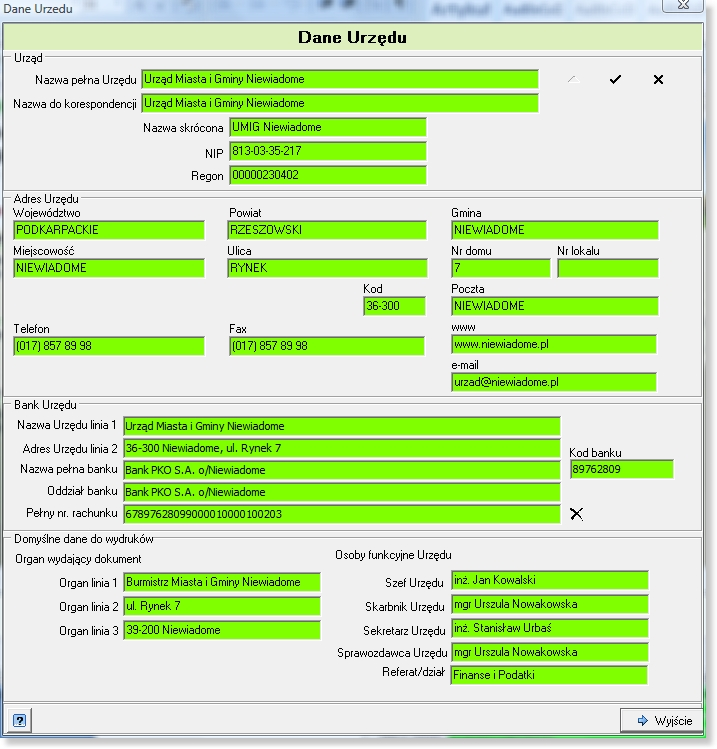 Dane Urzedu
Dane Urzędu
Urząd
Nazwa pełna Urzędu Urząd Miasta i Gminy Niewiadome
Nazwa do korespondencji Urząd Miasta i Gminy Niewiadome
Nazwa skrócona UMIG Niewiadome
NIP 813-03-35-217
Regon 00000230402
Adres Urzędu
Województwo Powiat Gmina
PODKARPACKIE RZESZOWSKI NIEWIADOME
Miejscowość Ulica Nr domu Nr lokalu
NIEWIADOME RYNEK 7
Kod Poczta
36-300 NIEWIADOME
Telefon Fax www
(017) 857 89 98 (017) 857 89 98 www.niewiadome.pl
e-mail
urzad@niewiadome.pl
Bank Urzędu
Nazwa Urzędu linia 1 Urząd Miasta i Gminy Niewiadome
Adres Urzędu linia 2 36-300 Niewiadome, ul. Rynek 7
Kod banku
Nazwa pełna banku Bank PKO S.A. o/Niewiadome 89762809
Oddział banku Bank PKO S.A. o/Niewiadome
Pełny nr. rachunku 67897628099000010000100203
Domyślne dane do wydruków
Organ wydający dokument Osoby funkcyjne Urzędu
Organ linia 1 Burmistrz Miasta i Gminy Niewiadome Szef Urzędu inż. Jan Kowalski
Organ linia 2 ul. Rynek 7 Skarbnik Urzędu mgr Urszula Nowakowska
Organ linia 3 39-200 Niewiadome Sekretarz Urzędu inż. Stanisław Urbaś
Sprawozdawca Urzędu mgr Urszula Nowakowska
Referat/dział Finanse i Podatki
? Wyjście